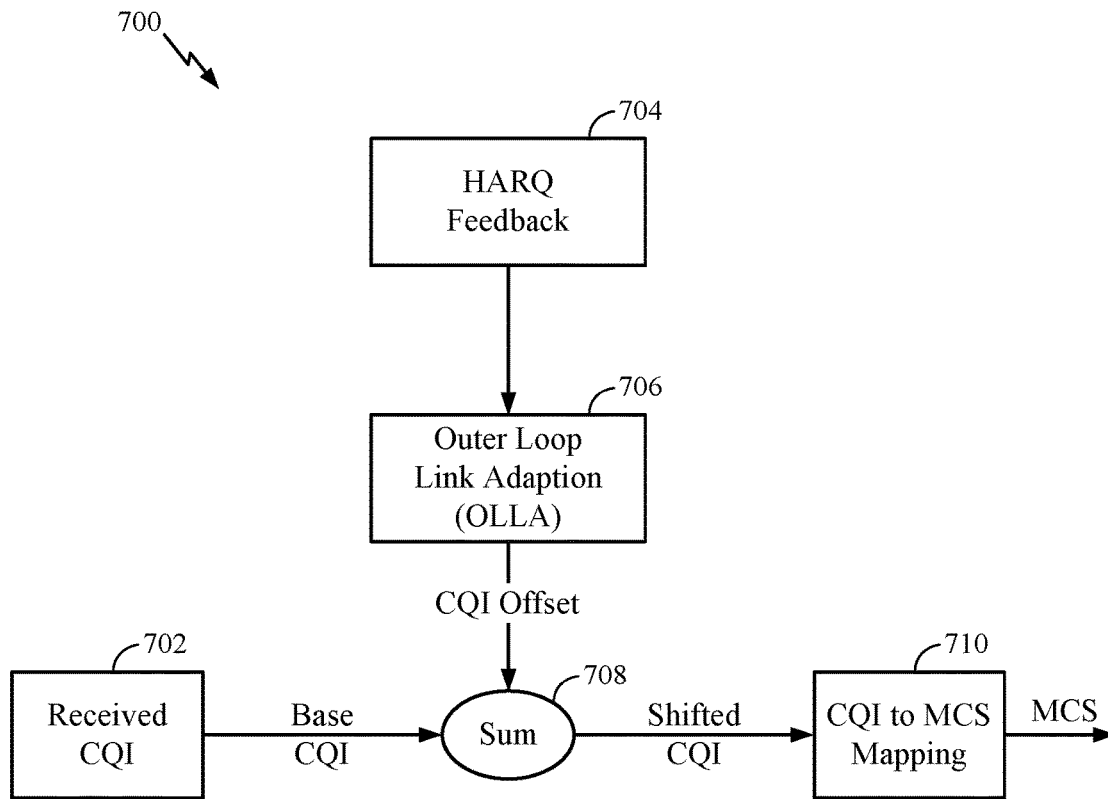 700
704
HARQ
Feedback
706
Outer Loop
Link Adaption
(OLLA)
CQI Offset
702
Received
CQI
Base
CQI
708
Sum
Shifted
CQI
710
CQI to MCS
Mapping
MCS